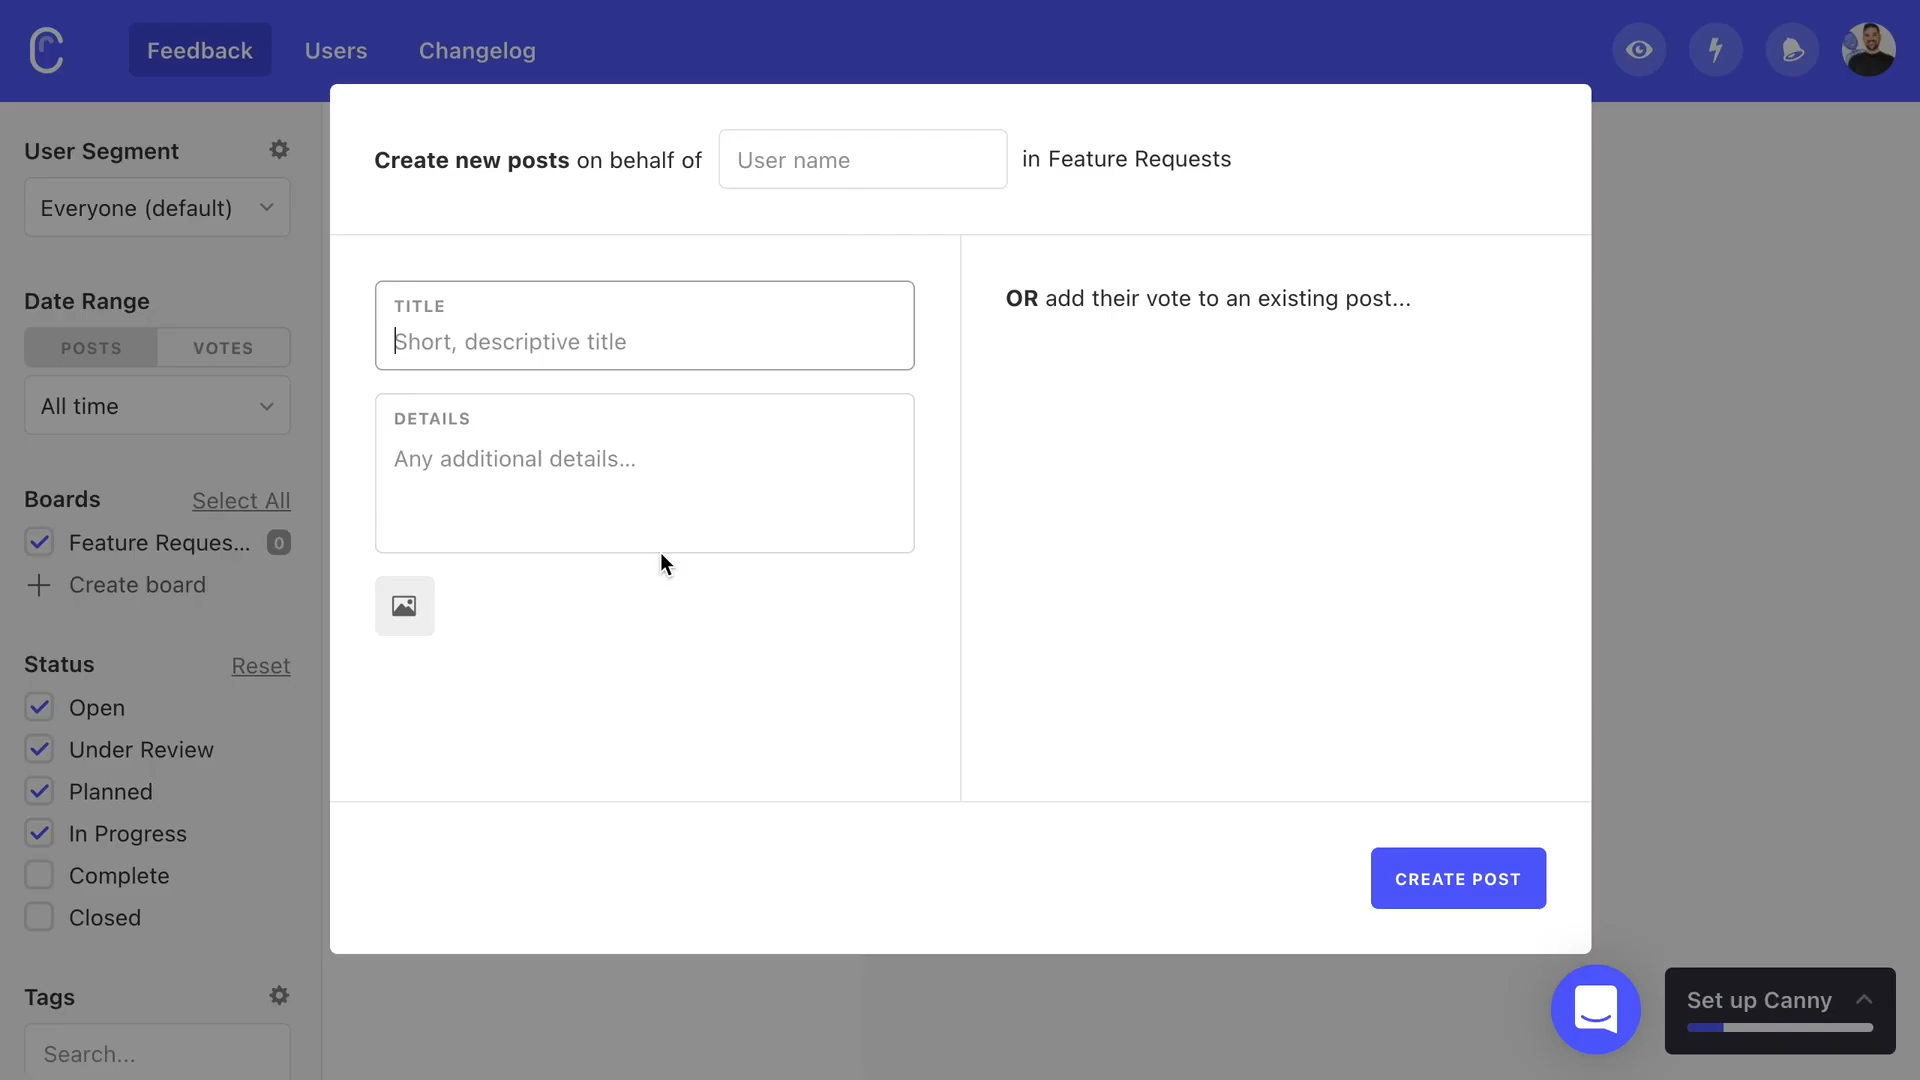 Feedback
Users
Changelog
User Segment
Everyone (default)
Date Range
POSTS
VOTES
All time
Boards
Select All
Feature Reques...
0
Create board
Status
Reset
Open
Under Review
Planned
In Progress
Complete
Closed
Tags
Search...
Create new posts on behalf of
User name
in Feature Requests
TITLE
Short, descriptive title
DETAILS
Any additional details...
OR add their vote to an existing post...
CREATE POST
Set up Canny